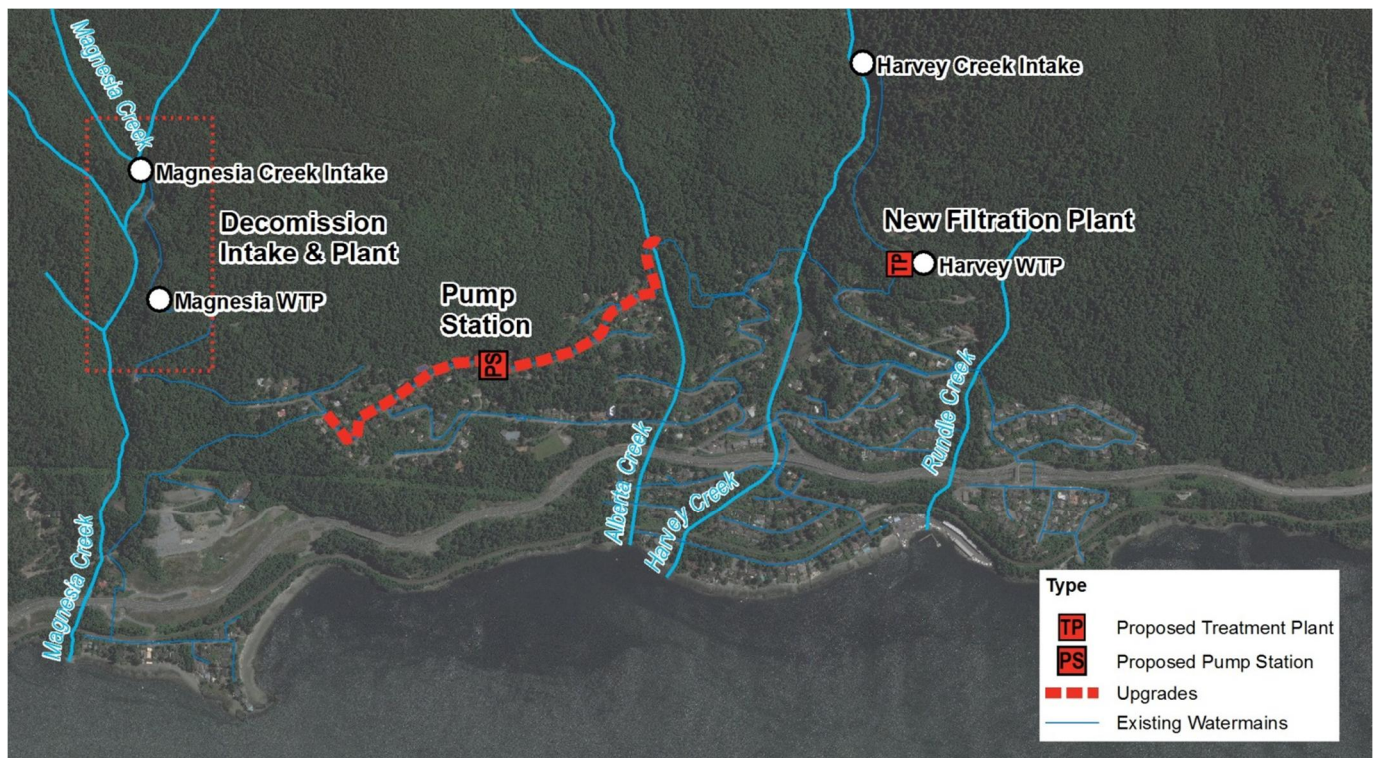 Magnesia Creek
Harvey Creek Intake
Magnesia Creek Intake
Decomission
Intake & Plant
New Filtration Plant
TP
Harvey WTP
Magnesia WTP
Pump
Station
PS
Rundle Creek
Alberta Creek
Harvey Creek
Magnesia Creek
Type
TP Proposed Treatment Plant
PS Proposed Pump Station
Upgrades
Existing Watermains